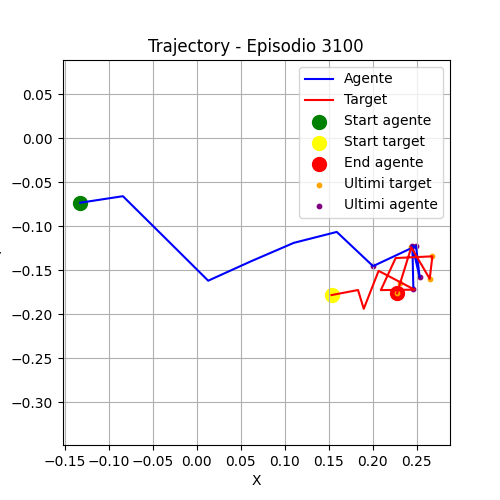 Trajectory - Episodio 3100
Agente
Target
Start agente
Start target
End agente
Ultimi target
Ultimi agente
0.05
0.00
−0.05
−0.10
−0.15
−0.20
−0.25
−0.30
−0.15 −0.10 −0.05 0.00 0.05 0.10 0.15 0.20 0.25
X